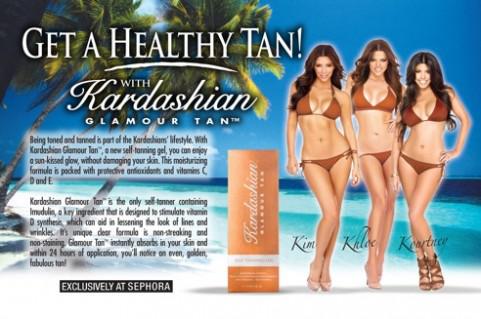 GET A HEALTHY TAN!
WITH
Kardashian
GLAMOUR TAN™
Being toned and tanned is part of the Kardashians' lifestyle. With
Kardashian Glamour Tan™, a new self-tanning gel, you can enjoy
a sun-kissed glow, without damaging your skin. This moisturizing
formula is packed with protective antioxidants and vitamins C,
D and E.
Kardashian Glamour Tan™ is the only self-tanner containing
Imudulin, a key ingredient that is designed to stimulate vitamin
D synthesis, which can aid in lessening the look of lines and
wrinkles. It's unique clear formula is non-streaking and
non-staining. Glamour Tan™ instantly absorbs in your skin and
within 24 hours of application, you'll notice an even, golden,
fabulous tan!
EXCLUSIVELY AT SEPHORA
Kardashian
GLAMOUR TAN
SELF TANNING GEL
Kim
Khloe
Kourtney